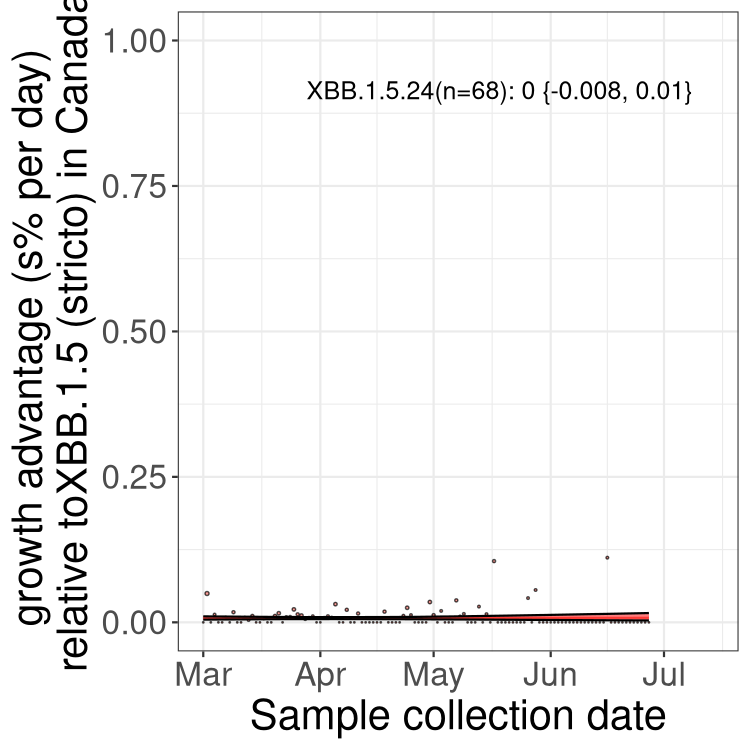 growth advantage (s% per day)
relative toXBB.1.5 (stricto) in Canada
1.00
0.75
0.50
0.25
0.00
XBB.1.5.24(n=68): 0 {-0.008, 0.01}
Mar Apr May Jun Jul
Sample collection date